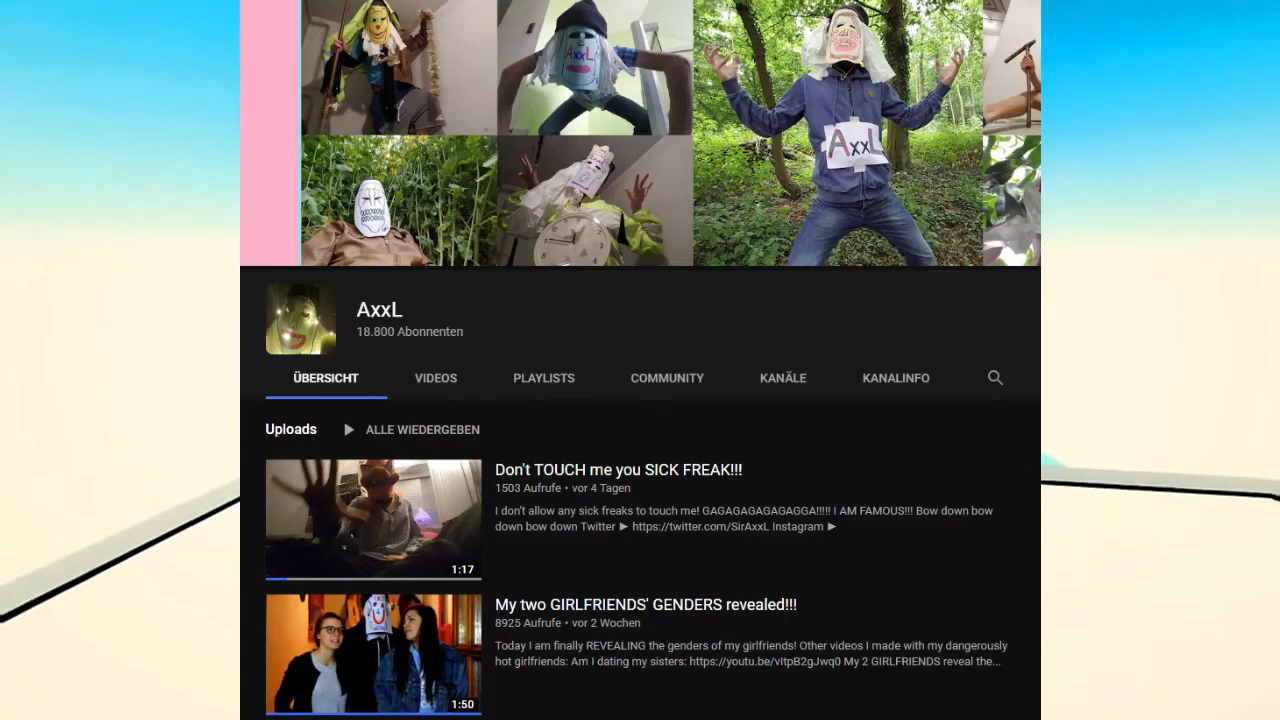 AxxL
AxxL
AxxL
18.800 Abonnenten
ÜBERSICHT VIDEOS PLAYLISTS COMMUNITY KANÄLE KANALINFO
Uploads ALLE WIEDERGEBEN
Don't TOUCH me you SICK FREAK!!!
1503 Aufrufe • vor 4 Tagen
I don't allow any sick freaks to touch me! GAGAGAGAGAGAGGA!!!!! I AM FAMOUS!!! Bow down bow
down bow down Twitter ► https://twitter.com/SirAxxL Instagram ►
1:17
My two GIRLFRIENDS' GENDERS revealed!!!
8925 Aufrufe • vor 2 Wochen
Today I am finally REVEALING the genders of my girlfriends! Other videos I made with my dangerously
hot girlfriends: Am I dating my sisters: https://youtu.be/vItpB2gJwq0 My 2 GIRLFRIENDS reveal the...
1:50